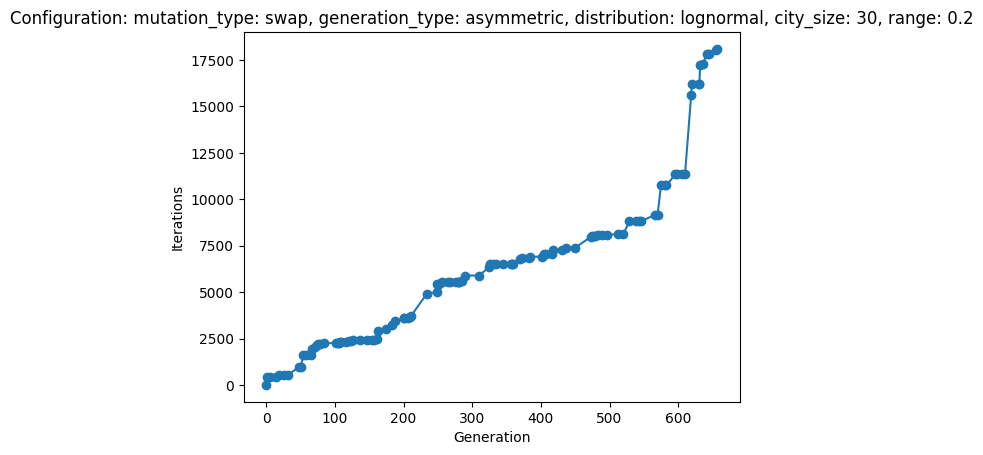 Configuration: mutation_type: swap, generation_type: asymmetric, distribution: lognormal, city_size: 30, range: 0.2
17500
15000
12500
10000
7500
5000
2500
0
Iterations
0 100 200 300 400 500 600
Generation